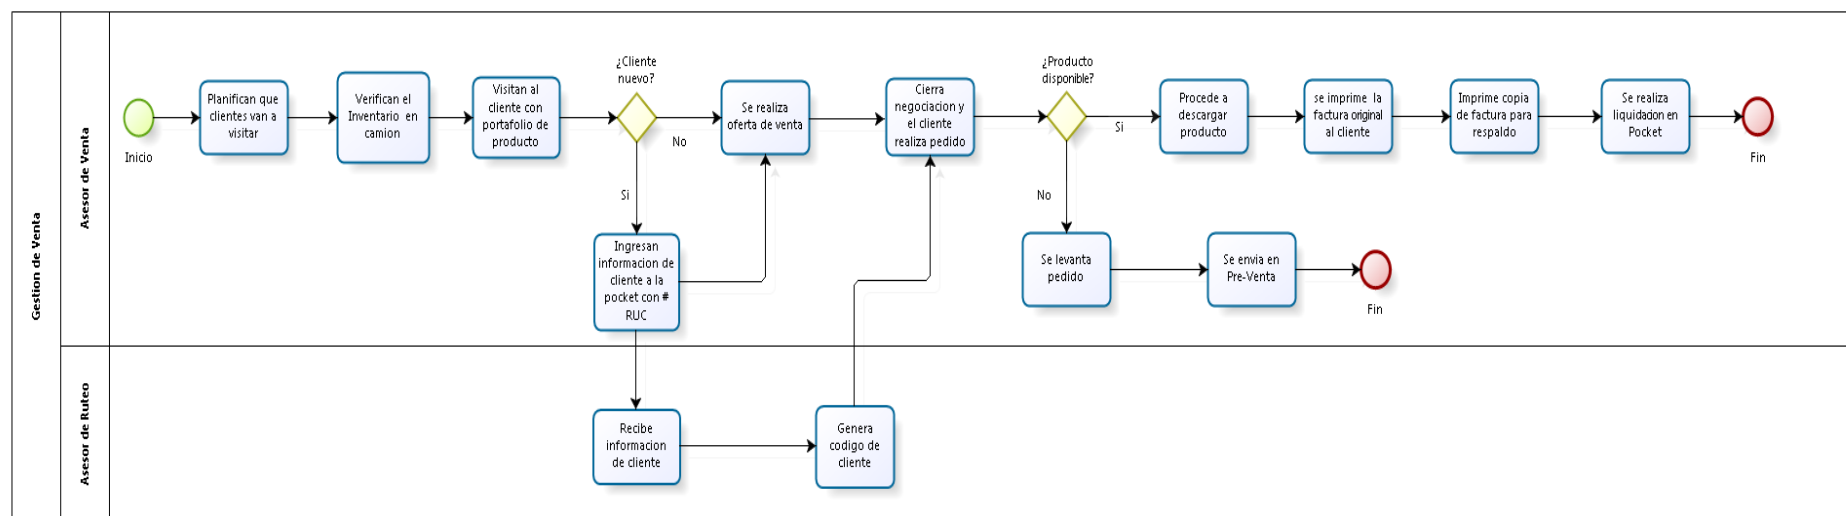 Gestion de Venta
Asesor de Venta
Inicio
Planifican que
clientes van a
visitar
Verifican el
Inventario en
camion
Visitan al
cliente con
portafolio de
producto
¿Cliente
nuevo?
No
Si
Se realiza
oferta de venta
Ingresan
informacion de
cliente a la
pocket con #
RUC
Cierra
negociacion y
el cliente
realiza pedido
¿Producto
disponible?
Si
No
Procede a
descargar
producto
se imprime la
factura original
al cliente
Imprime copia
de factura para
respaldo
Se realiza
liquidacion en
Pocket
Fin
Se levanta
pedido
Se envia en
Pre-Venta
Fin
Asesor de Ruteo
Recibe
informacion
de cliente
Genera
codigo de
cliente